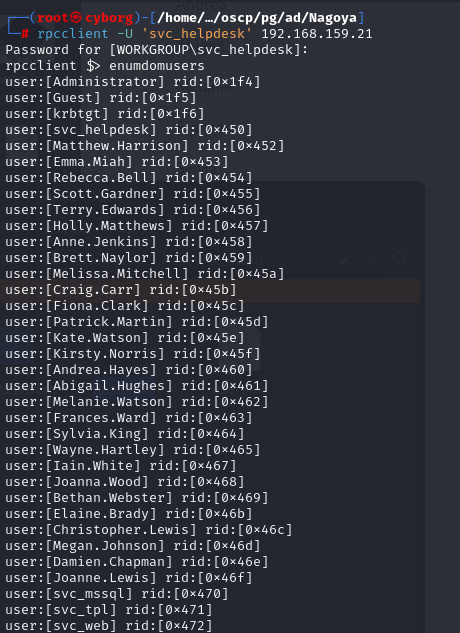 ┌──(root㉿cyborg)-[/home/…/oscp/pg/ad/Nagoya]
└─# rpcclient -U 'svc_helpdesk' 192.168.159.21
Password for [WORKGROUP\svc_helpdesk]:
rpcclient $> enumdomusers
user:[Administrator] rid:[0×1f4]
user:[Guest] rid:[0×1f5]
user:[krbtgt] rid:[0×1f6]
user:[svc_helpdesk] rid:[0×450]
user:[Matthew.Harrison] rid:[0×452]
user:[Emma.Miah] rid:[0×453]
user:[Rebecca.Bell] rid:[0×454]
user:[Scott.Gardner] rid:[0×455]
user:[Terry.Edwards] rid:[0×456]
user:[Holly.Matthews] rid:[0×457]
user:[Anne.Jenkins] rid:[0×458]
user:[Brett.Naylor] rid:[0×459]
user:[Melissa.Mitchell] rid:[0×45a]
user:[Craig.Carr] rid:[0×45b]
user:[Fiona.Clark] rid:[0×45c]
user:[Patrick.Martin] rid:[0×45d]
user:[Kate.Watson] rid:[0×45e]
user:[Kirsty.Norris] rid:[0×45f]
user:[Andrea.Hayes] rid:[0×460]
user:[Abigail.Hughes] rid:[0×461]
user:[Melanie.Watson] rid:[0×462]
user:[Frances.Ward] rid:[0×463]
user:[Sylvia.King] rid:[0×464]
user:[Wayne.Hartley] rid:[0×465]
user:[Iain.White] rid:[0×467]
user:[Joanna.Wood] rid:[0×468]
user:[Bethan.Webster] rid:[0×469]
user:[Elaine.Brady] rid:[0×46b]
user:[Christopher.Lewis] rid:[0×46c]
user:[Megan.Johnson] rid:[0×46d]
user:[Damien.Chapman] rid:[0×46e]
user:[Joanne.Lewis] rid:[0×46f]
user:[svc_mssql] rid:[0×470]
user:[svc_tpl] rid:[0×471]
user:[svc_web] rid:[0×472]